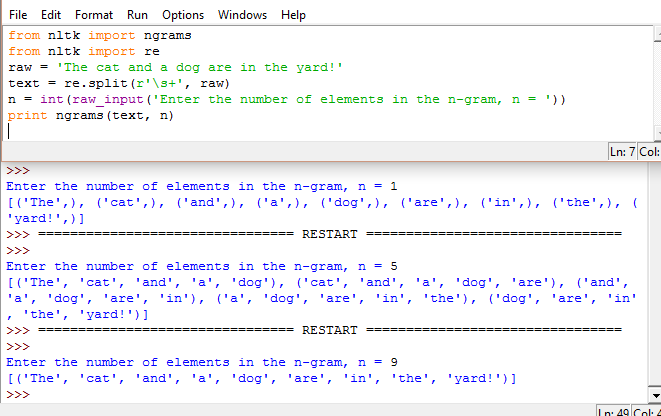 File Edit Format Run Options Windows Help
from nltk import ngrams
from nltk import re
raw = 'The cat and a dog are in the yard!'
text = re.split(r'\s+', raw)
n = int(raw_input('Enter the number of elements in the n-gram, n = '))
print ngrams(text, n)
Ln: 7 Col:
>>>
Enter the number of elements in the n-gram, n = 1
[('The',), ('cat',), ('and',), ('a',), ('dog',), ('are',), ('in',), ('the',), (
'yard!',)]
>>> ================================ RESTART ================================
>>>
Enter the number of elements in the n-gram, n = 5
[('The', 'cat', 'and', 'a', 'dog'), ('cat', 'and', 'a', 'dog', 'are'), ('and',
'a', 'dog', 'are', 'in'), ('a', 'dog', 'are', 'in', 'the'), ('dog', 'are', 'in'
, 'the', 'yard!')]
>>> ================================ RESTART ================================
>>>
Enter the number of elements in the n-gram, n = 9
[('The', 'cat', 'and', 'a', 'dog', 'are', 'in', 'the', 'yard!')]
>>>
Ln: 49 Col: 4